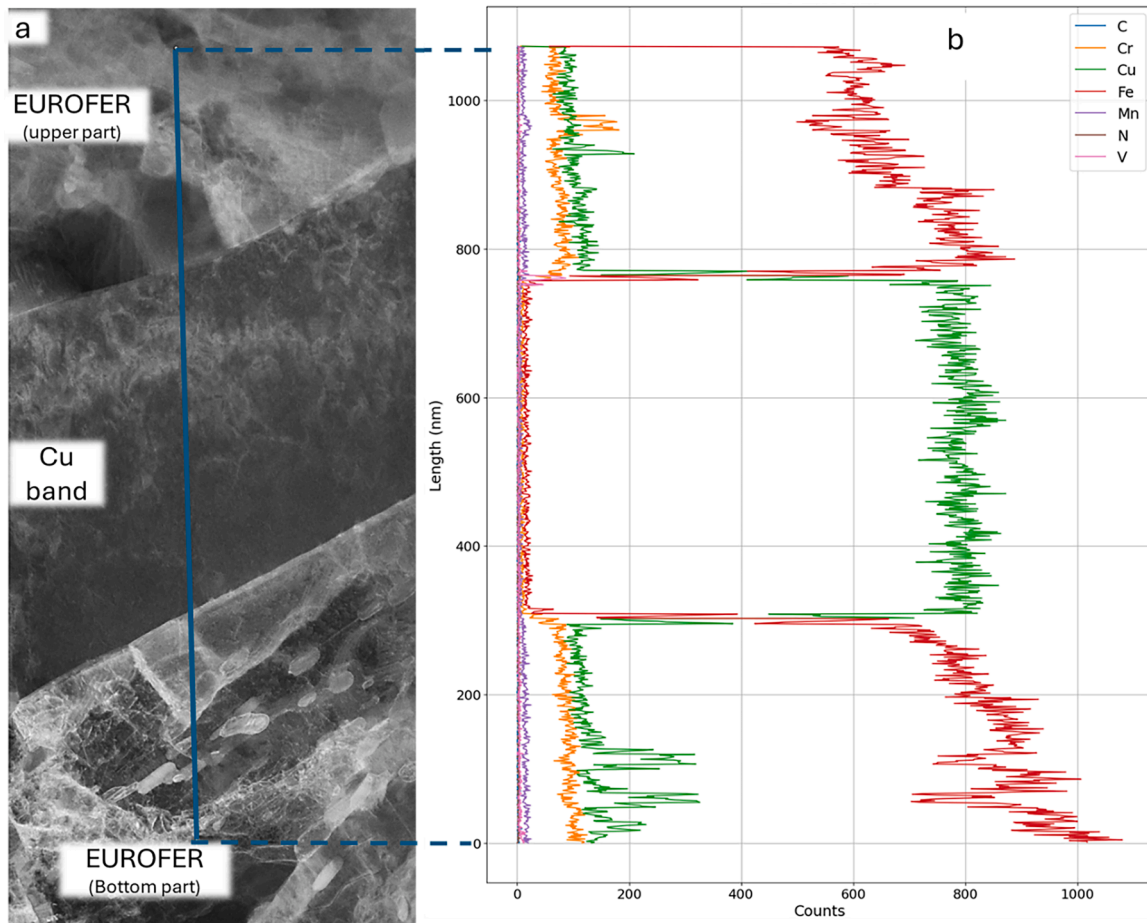 a
EUROFER
(upper part)
Cu
band
EUROFER
(Bottom part)
b
C
Cr
Cu
Fe
Mn
N
V
Length (nm)
1000
800
600
400
200
0
0 200 400 600 800 1000
Counts